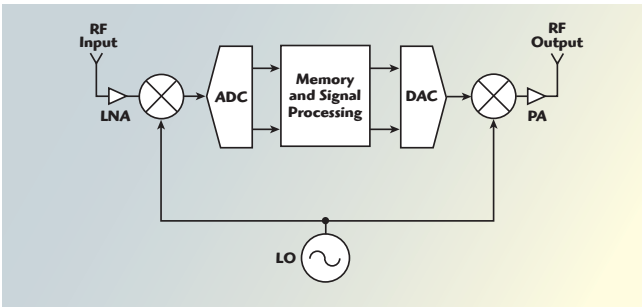 RF
Input
LNA
ADC
Memory
and Signal
Processing
DAC
RF
Output
PA
LO